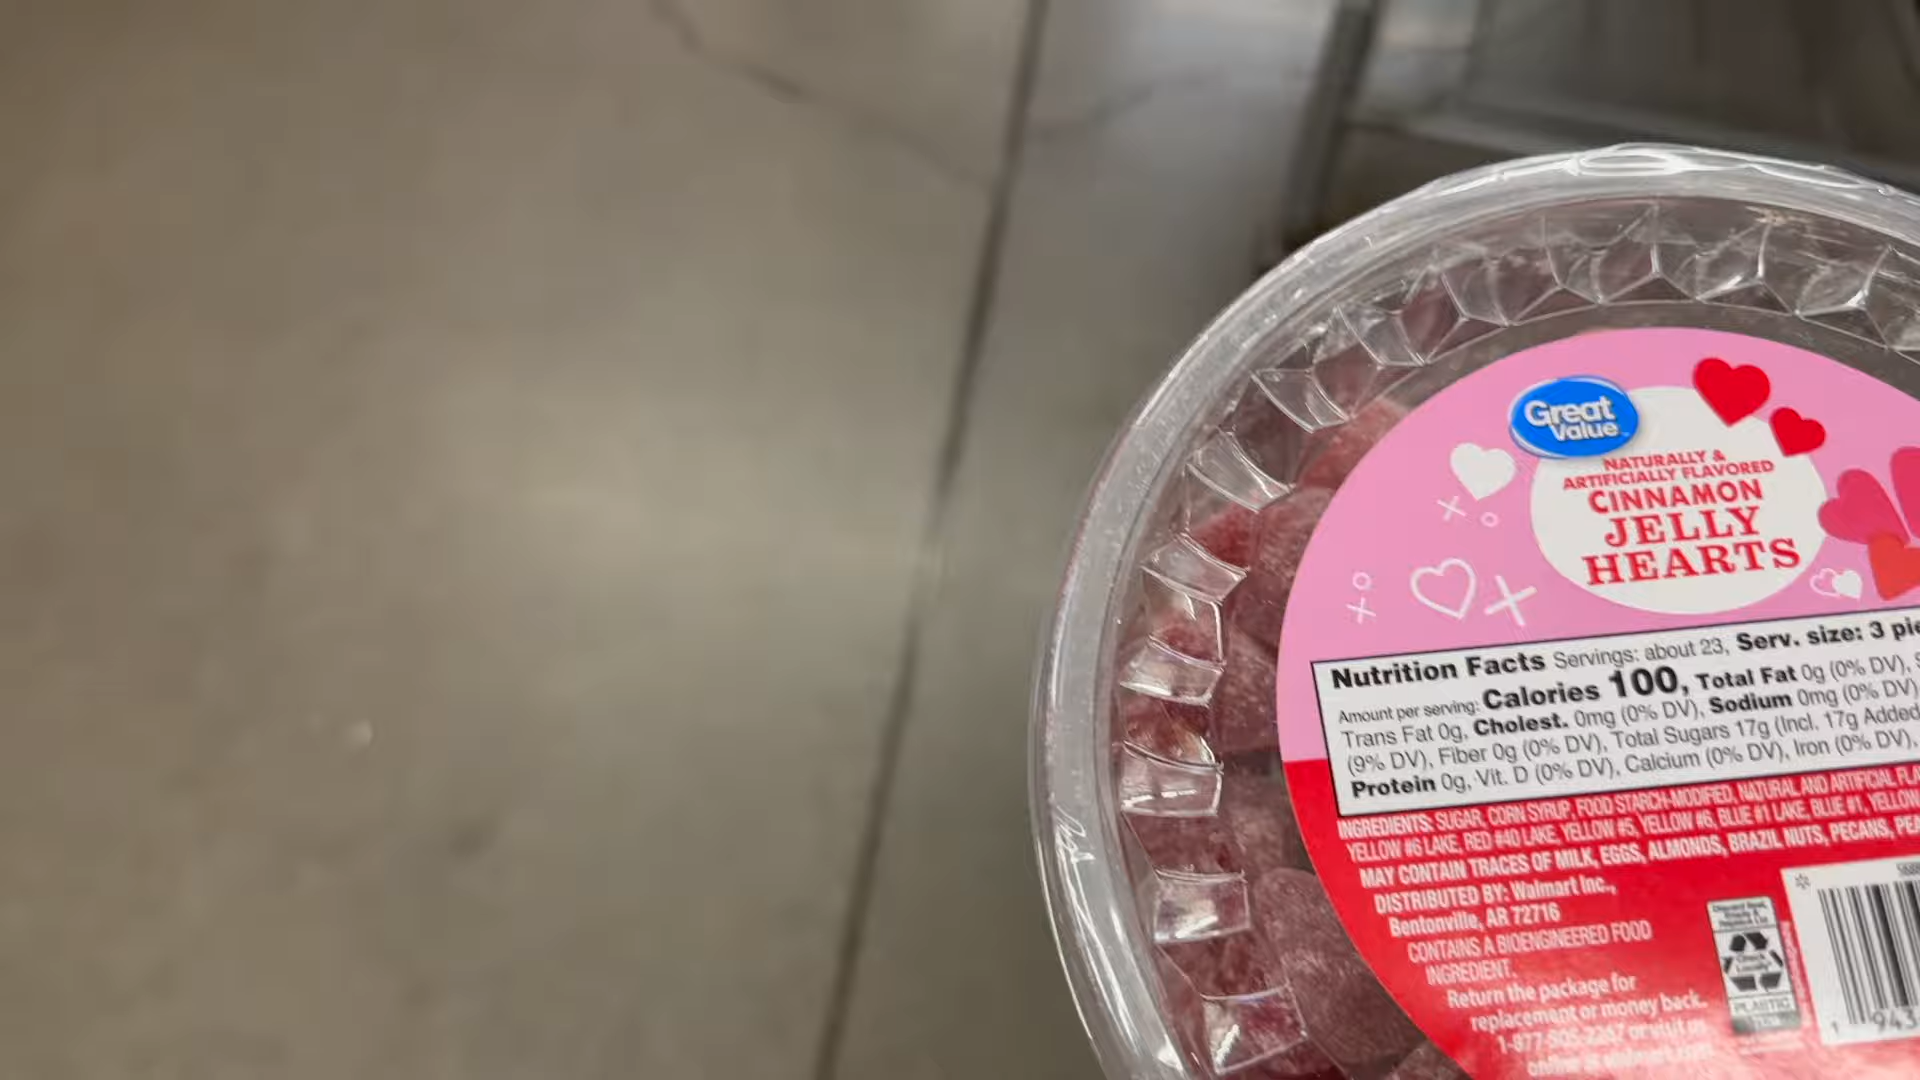 Great
Value
NATURALLY &
ARTIFICIALLY FLAVORED
CINNAMON
JELLY
HEARTS
Nutrition Facts Servings: about 23, Serv. size: 3
Amount per serving: Calories 100, Total Fat 0g (0% DV),
Trans Fat 0g, Cholest. 0mg (0% DV), Sodium 0mg (0% DV)
(9% DV), Fiber 0g (0% DV), Total Sugars 17g (Incl. 17g Added
Protein 0g, Vit. D (0% DV), Calcium (0% DV), Iron (0% DV),
INGREDIENTS: SUGAR, CORN SYRUP, FOOD STARCH-MODIFIED, NATURAL AND ARTIFICIAL
YELLOW #6 LAKE, RED #40 LAKE, YELLOW #5, YELLOW #6, BLUE #1 LAKE, BLUE #1, YELLOW
MAY CONTAIN TRACES OF MILK, EGGS, ALMONDS, BRAZIL NUTS, PECANS,
DISTRIBUTED BY: Walmart Inc.,
Bentonville, AR 72716
CONTAINS A BIOENGINEERED FOOD
INGREDIENT.
Return the package for
replacement or money back.
or visit us
Check
Locally
PLASTIC